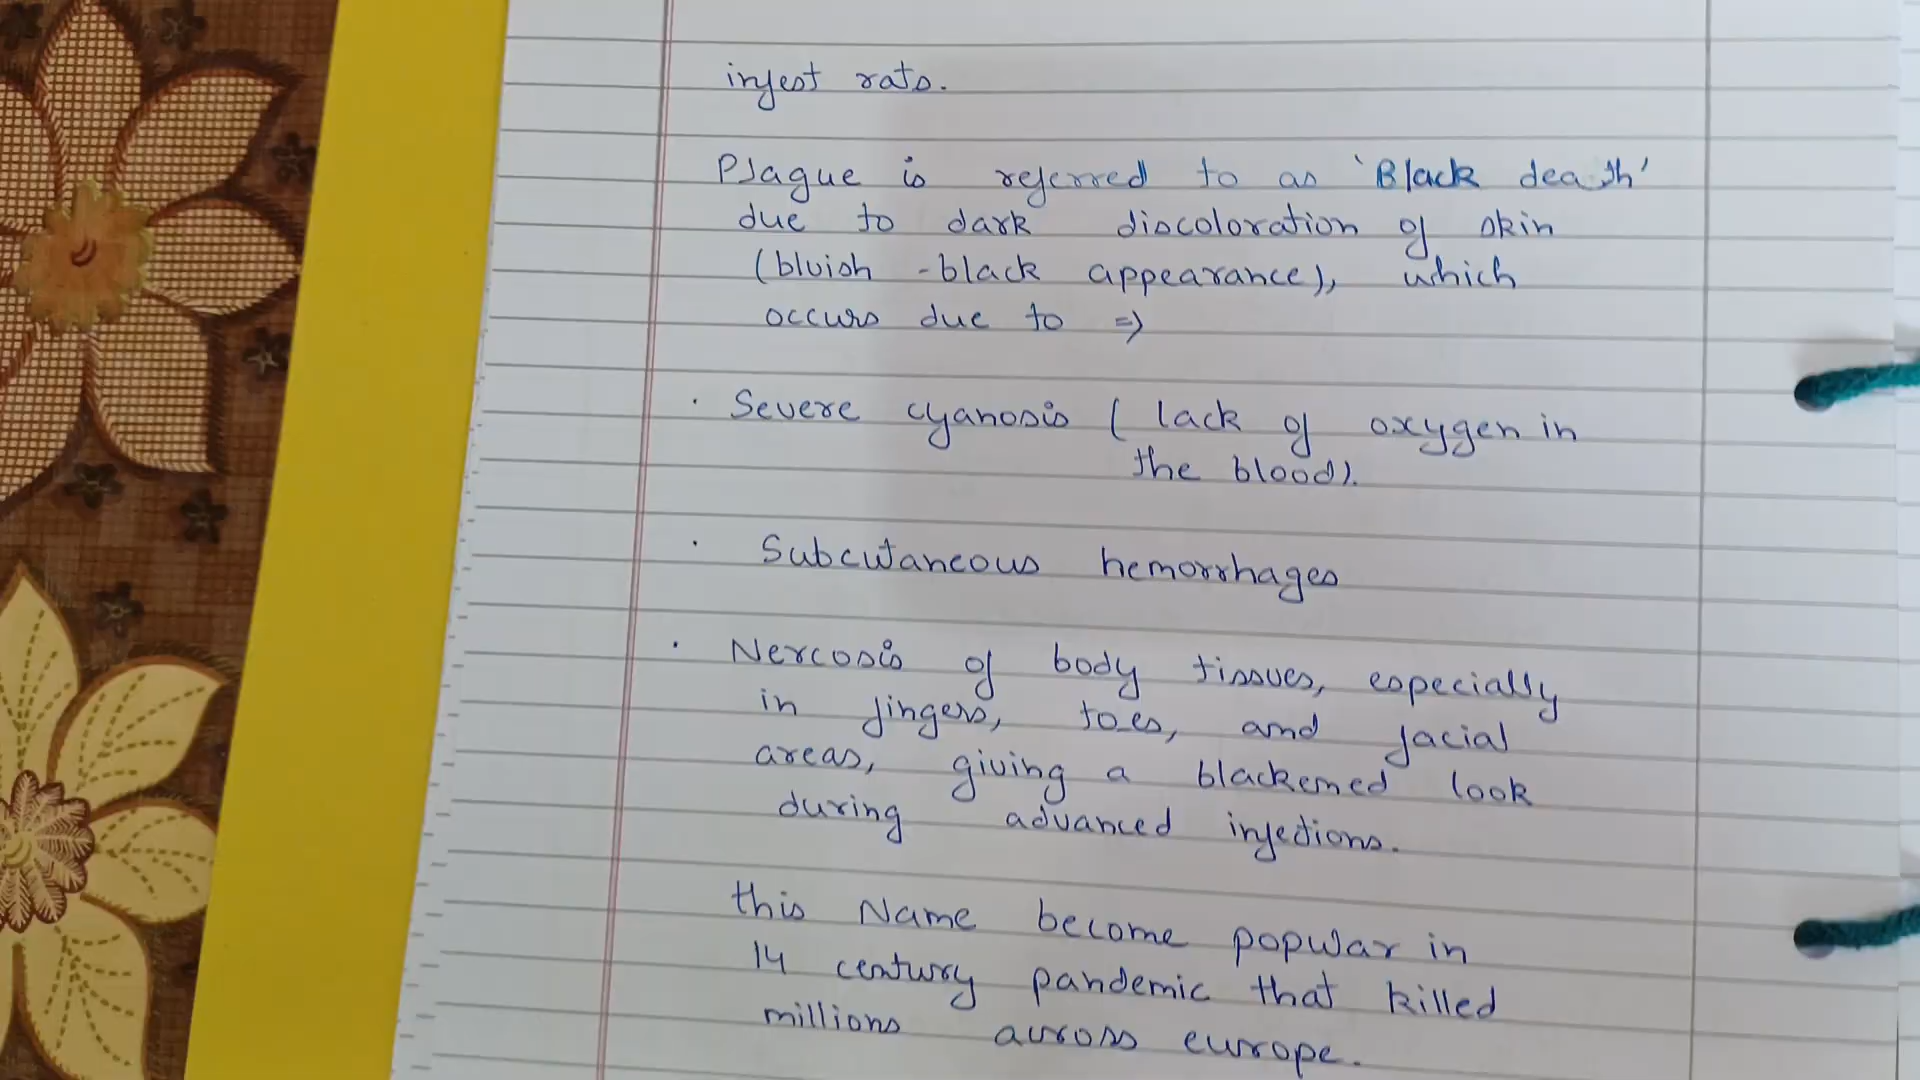 infest rats.
Plague is referred to as 'Black death'
due to dark discoloration of skin
(bluish -black appearance), which
occurs due to =>
· Severe cyanosis ( lack of oxygen in
the blood).
· Subcutaneous hemorrhages
· Nercosis of body tissues, especially
in fingers, toes, and facial
areas, giving a blackened look
during advanced infections.
this Name become popular in
14 century pandemic that killed
millions across europe.